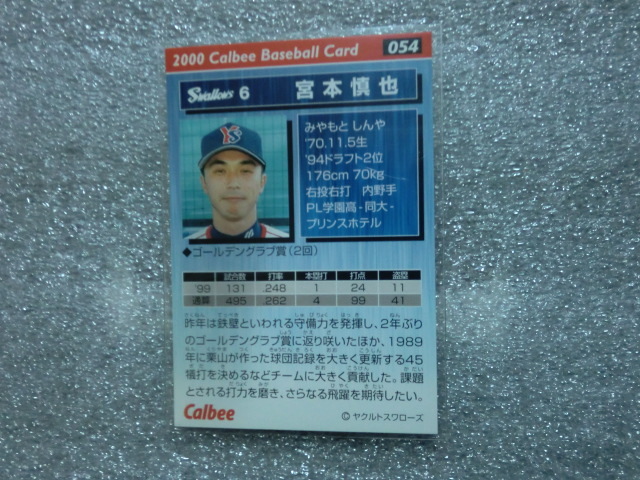 2000 Calbee Baseball Card 054
Swallows 6 宮本慎也
みやもと しんや
'70.11.5生
'94ドラフト2位
176cm 70kg
右投右打 内野手
PL学園高-同大-
プリンスホテル
YS
◆ゴールデングラブ賞(2回)
試合数 打率 本塁打 打点 盗塁
'99 131 .248 1 24 11
通算 495 .262 4 99 41
昨年は鉄壁といわれる守備力を発揮し、2年ぶり
のゴールデングラブ賞に返り咲いたほか、1989
年に栗山が作った球団記録を大きく更新する45
犠打を決めるなどチームに大きく貢献した。課題
とされる打力を磨き、さらなる飛躍を期待したい。
Calbee
©ヤクルトスワローズ